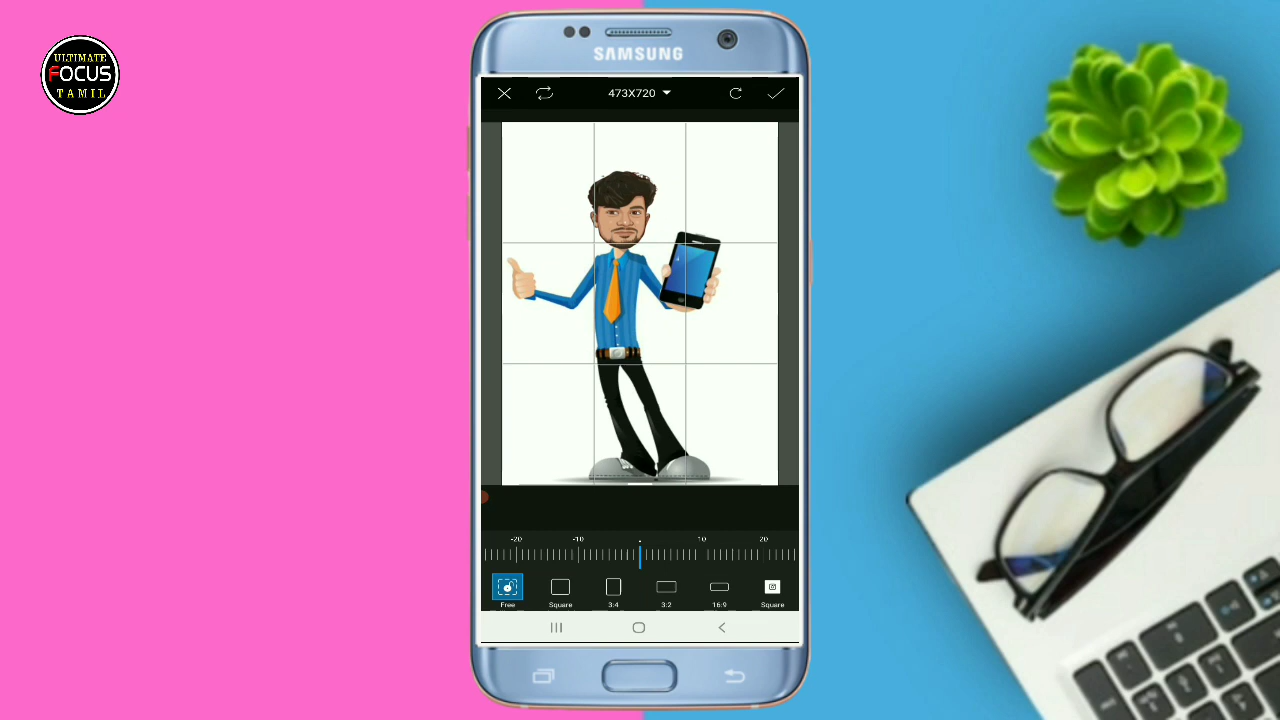 ULTIMATE
FOCUS
TAMIL
SAMSUNG
473X720
-20
-10
10
20
Free
Square
3:4
3:2
16:9
Square